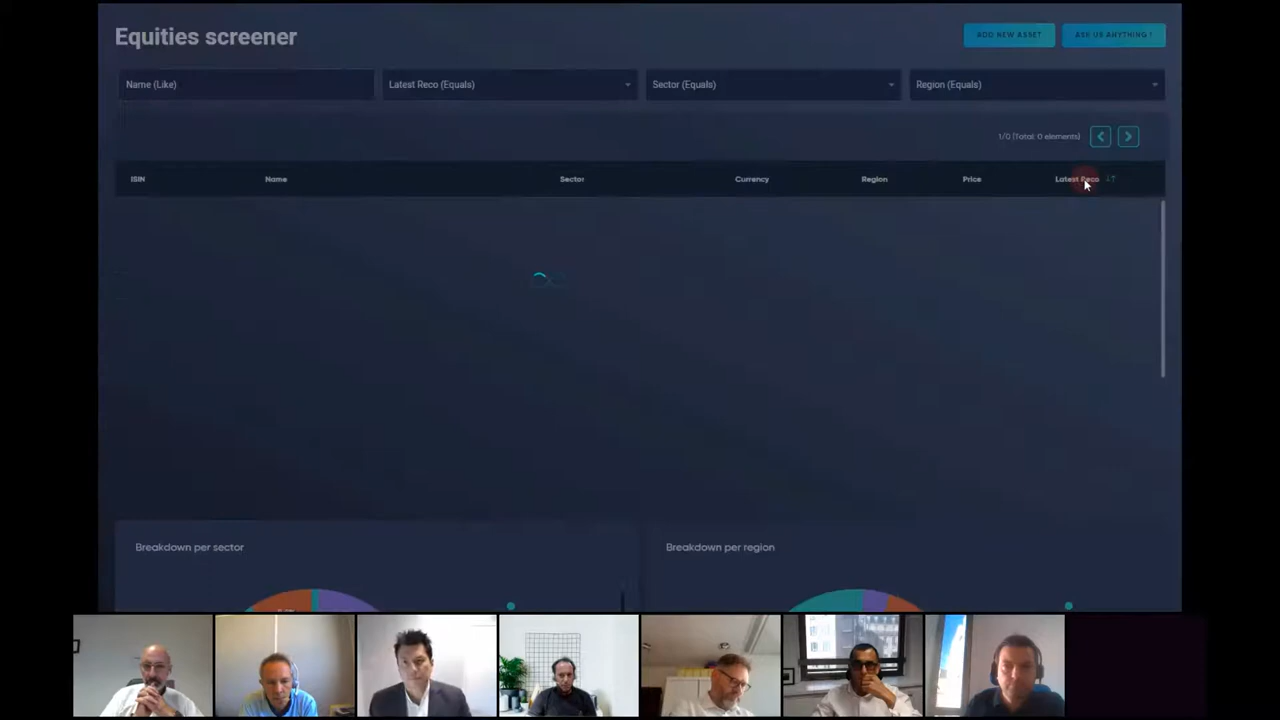 Equities screener
ADD NEW ASSET
ASK US ANYTHING!
Name (Like)
Latest Reco (Equals)
Sector (Equals)
Region (Equals)
1/0 (Total: 0 elements)
ISIN
Name
Sector
Currency
Region
Price
Latest Reco
Breakdown per sector
Breakdown per region